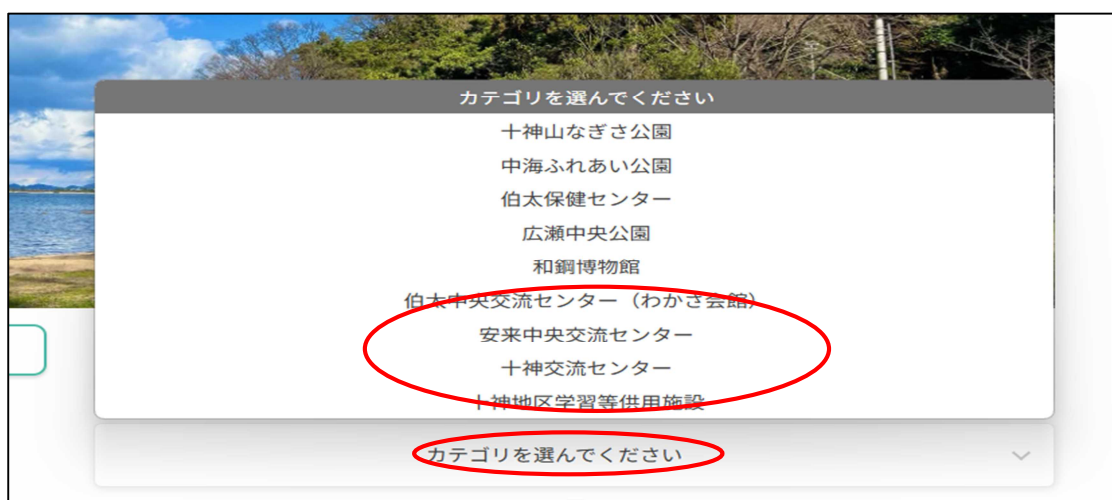 カテゴリを選んでください
十神山なぎさ公園
中海ふれあい公園
伯太保健センター
広瀬中央公園
和鋼博物館
伯太中央交流センター（わかさ会館）
安来中央交流センター
十神交流センター
十神地区学習等供用施設
カテゴリを選んでください